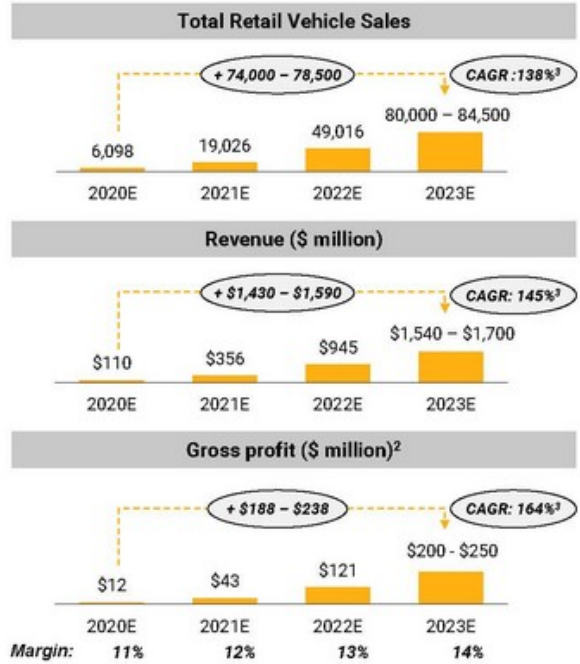 Total Retail Vehicle Sales
+ 74,000 – 78,500
CAGR :138%³
80,000 – 84,500
49,016
19,026
6,098
2020E 2021E 2022E 2023E
Revenue ($ million)
+ $1,430 – $1,590
CAGR: 145%³
$1,540 – $1,700
$945
$356
$110
2020E 2021E 2022E 2023E
Gross profit ($ million)²
+ $188 – $238
CAGR: 164%³
$200 - $250
$121
$43
$12
2020E 2021E 2022E 2023E
Margin: 11% 12% 13% 14%